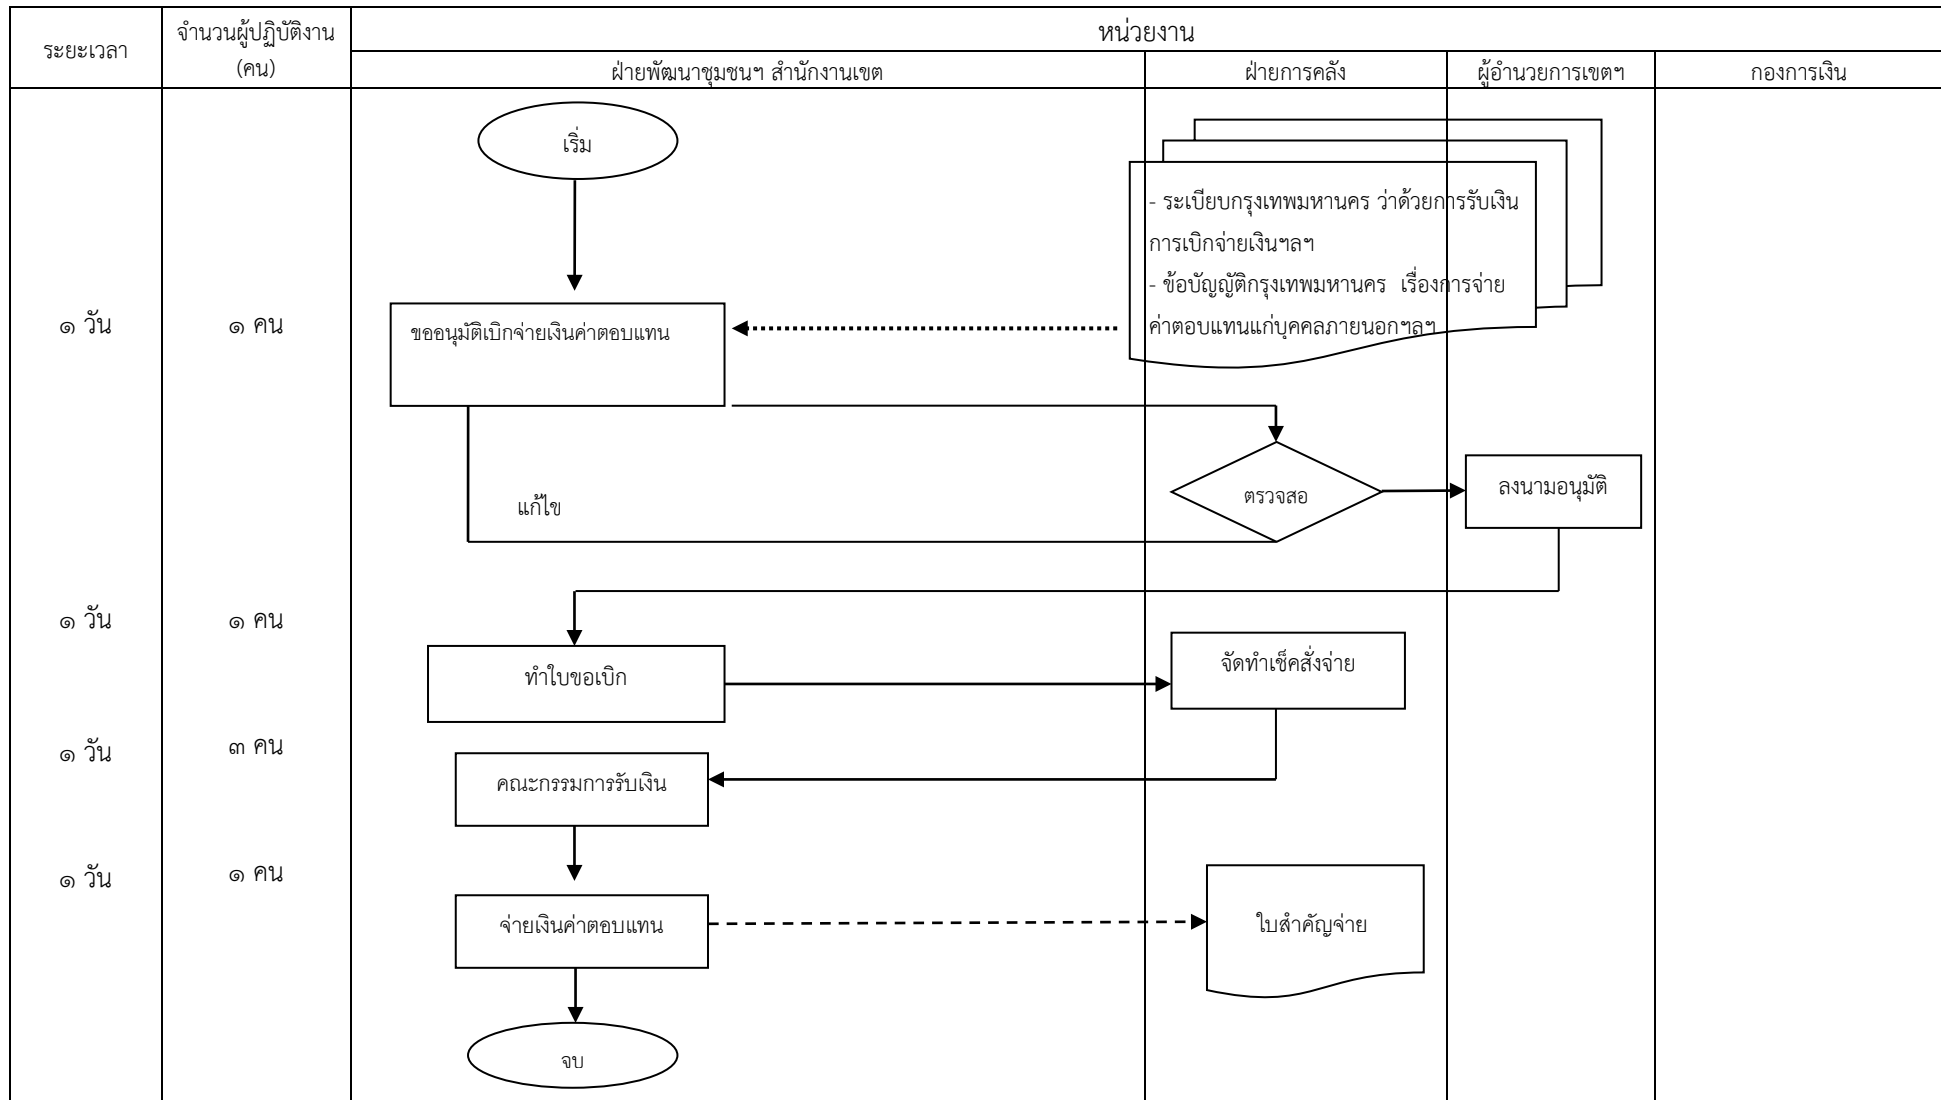 ระยะเวลา
จำนวนผู้ปฏิบัติงาน
(คน)
หน่วยงาน
ฝ่ายพัฒนาชุมชนฯ สำนักงานเขต
ฝ่ายการคลัง
ผู้อำนวยการเขตฯ
กองการเงิน
เริ่ม
- ระเบียบกรุงเทพมหานคร ว่าด้วยการรับเงิน
การเบิกจ่ายเงินฯลฯ
- ข้อบัญญัติกรุงเทพมหานคร เรื่องการจ่าย
ค่าตอบแทนแก่บุคคลภายนอกฯลฯ
๑ วัน
๑ คน
ขออนุมัติเบิกจ่ายเงินค่าตอบแทน
แก้ไข
ตรวจสอ
ลงนามอนุมัติ
๑ วัน
๑ คน
ทำใบขอเบิก
จัดทำเช็คสั่งจ่าย
๑ วัน
๓ คน
คณะกรรมการรับเงิน
๑ วัน
๑ คน
จ่ายเงินค่าตอบแทน
ใบสำคัญจ่าย
จบ